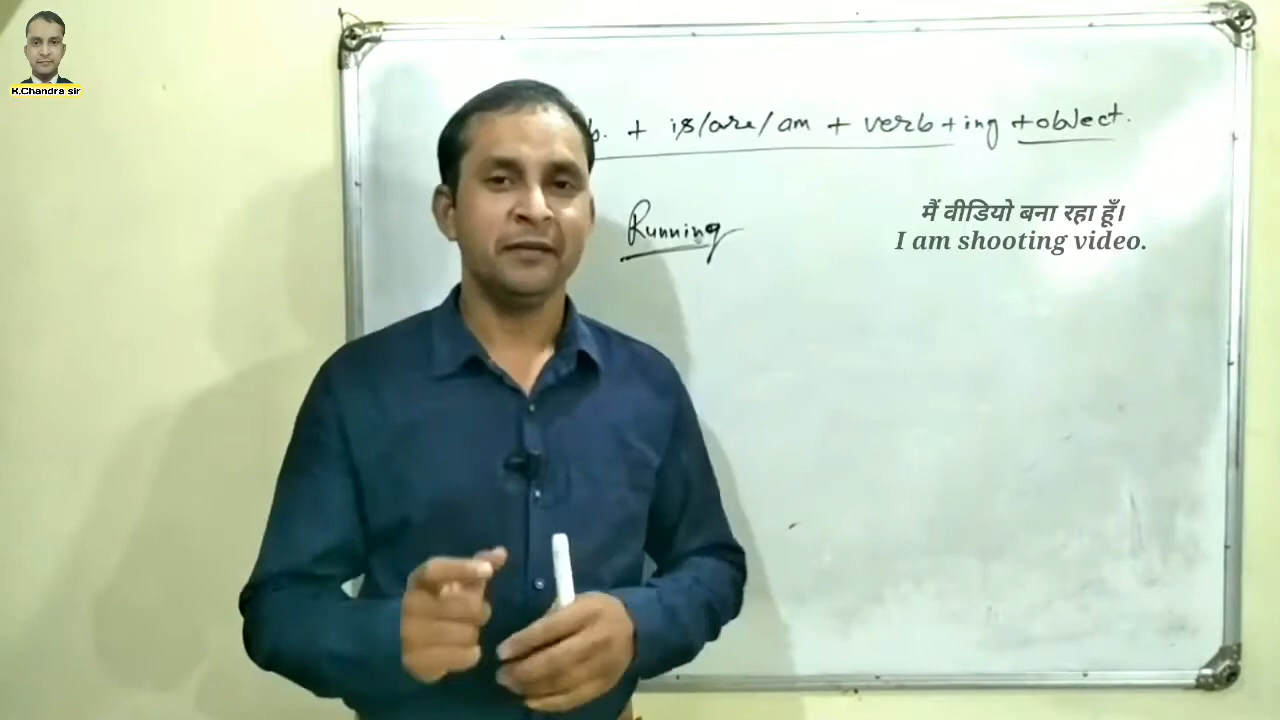 K.Chandra sir
+ is/are/am + verb + ing + object.
Running
मैं वीडियो बना रहा हूँ।
I am shooting video.